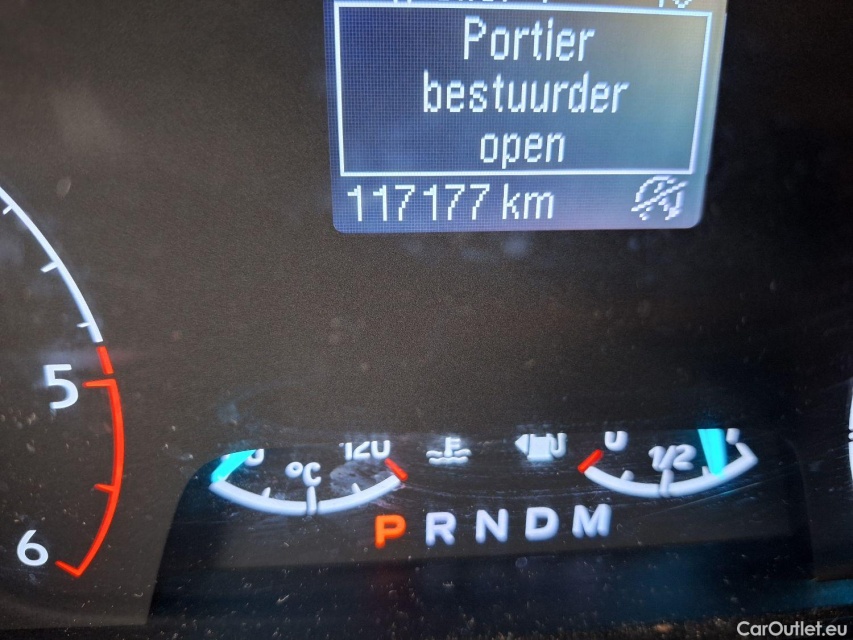 Portier
bestuurder
open
117177 km
5
6
°C
120
1/2
P R N D M
CarOutlet.eu